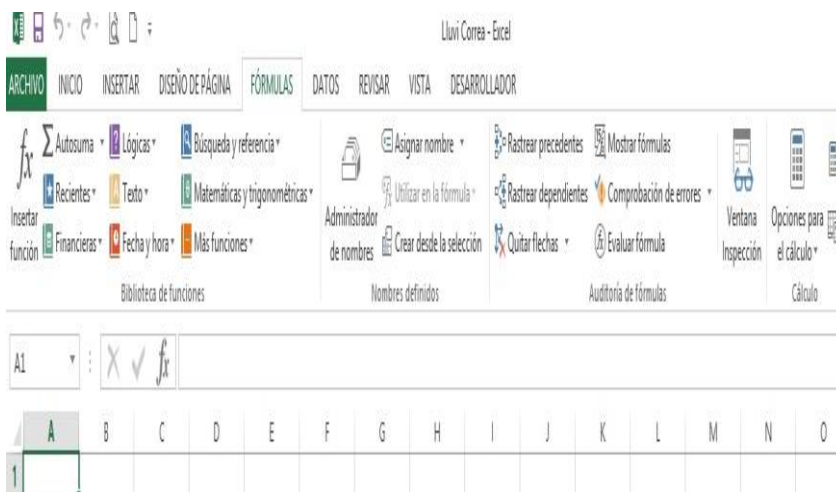 Lluvi Correa - Excel
ARCHIVO INICIO INSERTAR DISEÑO DE PÁGINA FÓRMULAS DATOS REVISAR VISTA DESARROLLADOR
fx Insertar función
Σ Autosuma
Recientes
Financieras
? Lógicas
A Texto
Fecha y hora
Búsqueda y referencia
θ Matemáticas y trigonométricas
Más funciones
Biblioteca de funciones
Administrador de nombres
Asignar nombre
Utilizar en la fórmula
Crear desde la selección
Nombres definidos
Rastrear precedentes
Rastrear dependientes
Quitar flechas
Mostrar fórmulas
Comprobación de errores
Evaluar fórmula
Auditoría de fórmulas
Ventana Inspección
Opciones para el cálculo
Cálculo
A1 fx
A B C D E F G H I J K L M N O
1